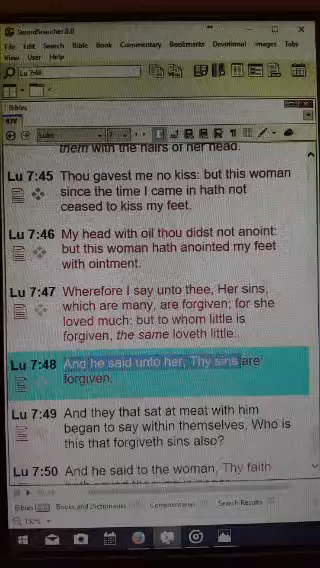 SwordSearcher 8.0
File Edit Search Bible Book Commentary Bookmarks Devotional Images Tabs
View User Help
Lu 7:48
Bibles
KJV
Luke 7
them with the hairs of her head.
Lu 7:45 Thou gavest me no kiss: but this woman
since the time I came in hath not
ceased to kiss my feet.
Lu 7:46 My head with oil thou didst not anoint:
but this woman hath anointed my feet
with ointment.
Lu 7:47 Wherefore I say unto thee, Her sins,
which are many, are forgiven; for she
loved much: but to whom little is
forgiven, the same loveth little.
Lu 7:48 And he said unto her, Thy sins are
forgiven.
Lu 7:49 And they that sat at meat with him
began to say within themselves, Who is
this that forgiveth sins also?
Lu 7:50 And he said to the woman, Thy faith
Bibles Books and Dictionaries Commentaries Search Results